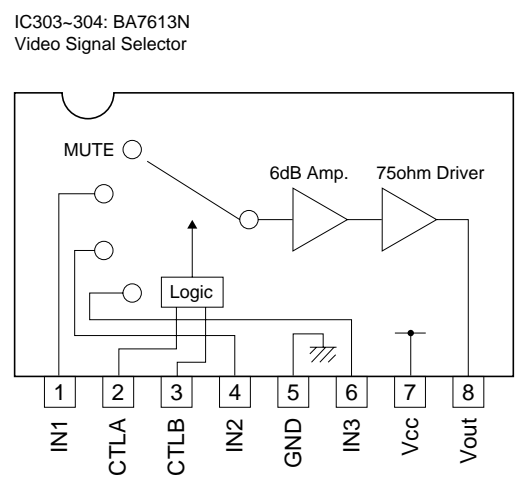 IC303~304: BA7613N
Video Signal Selector
MUTE
6dB Amp.
75ohm Driver
Logic
1 2 3 4 5 6 7 8
IN1 CTLA CTLB IN2 GND IN3 Vcc Vout